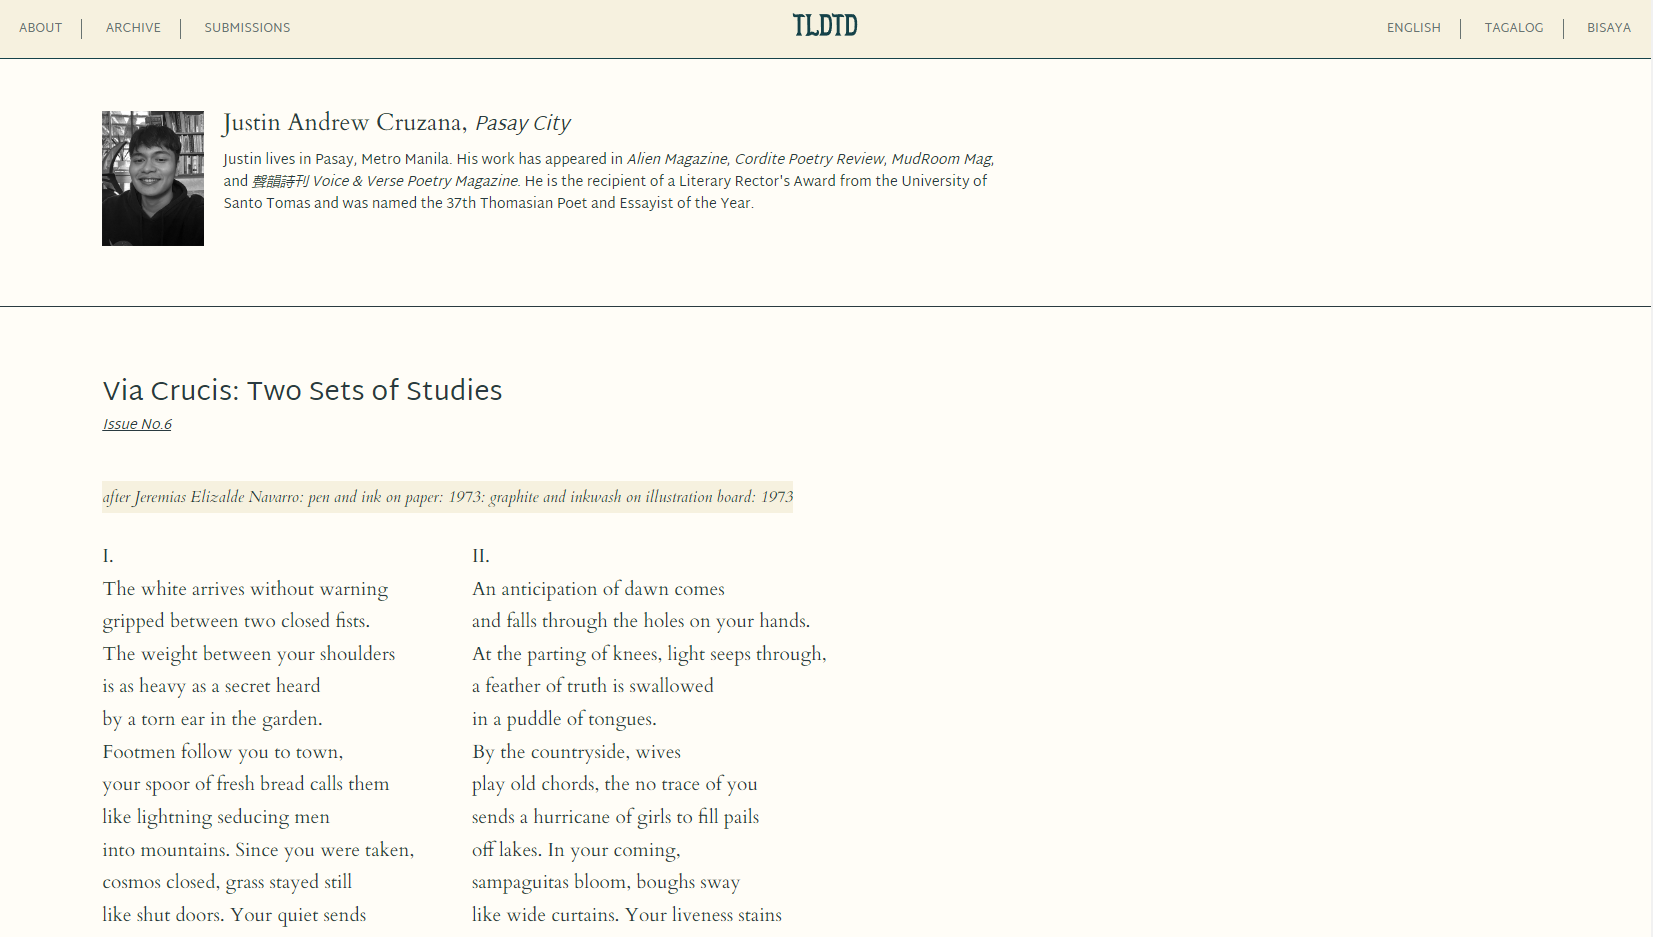 ABOUT
ARCHIVE
SUBMISSIONS
TLDTD
ENGLISH
TAGALOG
BISAYA
Justin Andrew Cruzana, Pasay City
Justin lives in Pasay, Metro Manila. His work has appeared in Alien Magazine, Cordite Poetry Review, MudRoom Mag,
and 聲韻詩刊 Voice & Verse Poetry Magazine. He is the recipient of a Literary Rector's Award from the University of
Santo Tomas and was named the 37th Thomasian Poet and Essayist of the Year.
Via Crucis: Two Sets of Studies
Issue No.6
after Jeremias Elizalde Navarro: pen and ink on paper: 1973: graphite and inkwash on illustration board: 1973
I.
The white arrives without warning
gripped between two closed fists.
The weight between your shoulders
is as heavy as a secret heard
by a torn ear in the garden.
Footmen follow you to town,
your spoor of fresh bread calls them
like lightning seducing men
into mountains. Since you were taken,
cosmos closed, grass stayed still
like shut doors. Your quiet sends
II.
An anticipation of dawn comes
and falls through the holes on your hands.
At the parting of knees, light seeps through,
a feather of truth is swallowed
in a puddle of tongues.
By the countryside, wives
play old chords, the no trace of you
sends a hurricane of girls to fill pails
off lakes. In your coming,
sampaguitas bloom, boughs sway
like wide curtains. Your liveness stains